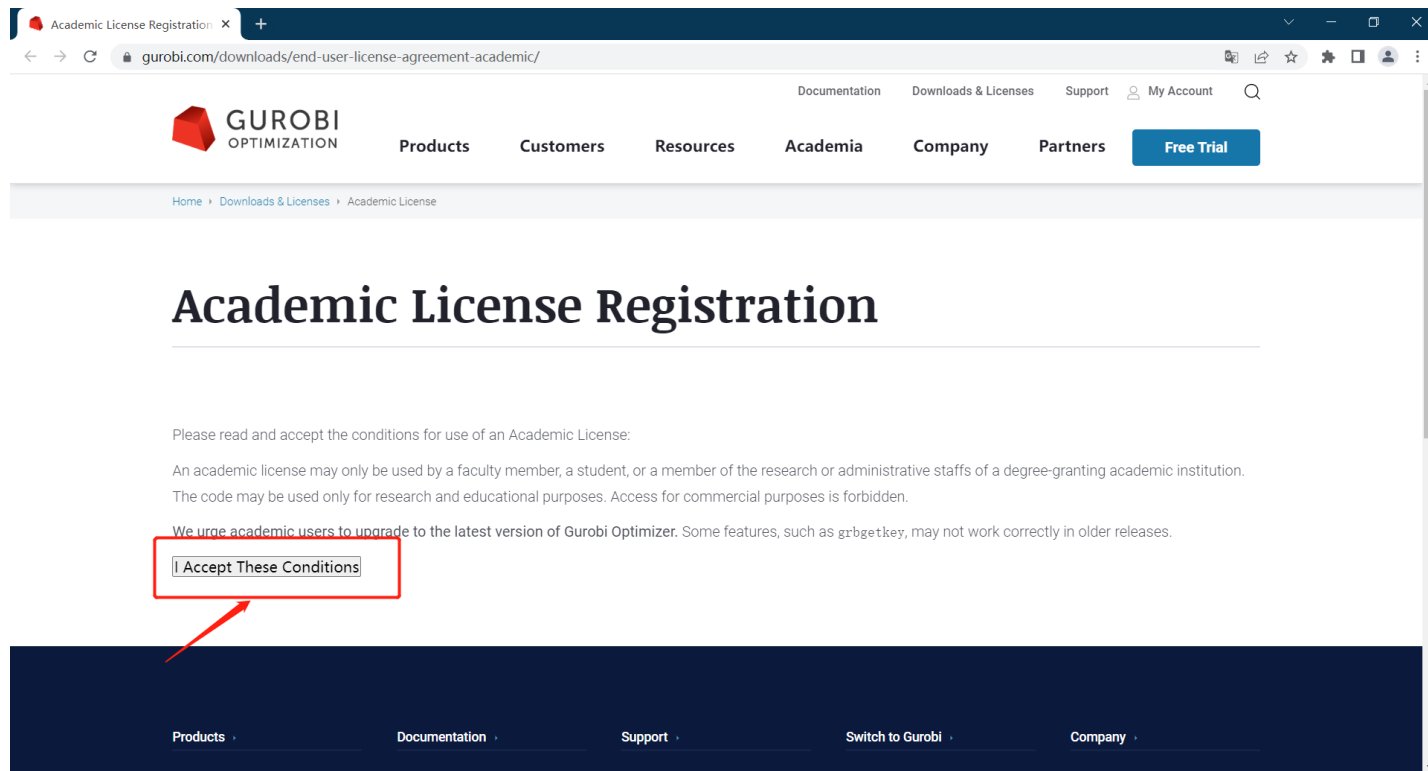 Academic License Registration
gurobi.com/downloads/end-user-license-agreement-academic/
Documentation Downloads & Licenses Support My Account
GUROBI
OPTIMIZATION
Products Customers Resources Academia Company Partners Free Trial
Home › Downloads & Licenses › Academic License
Academic License Registration
Please read and accept the conditions for use of an Academic License:
An academic license may only be used by a faculty member, a student, or a member of the research or administrative staffs of a degree-granting academic institution.
The code may be used only for research and educational purposes. Access for commercial purposes is forbidden.
We urge academic users to upgrade to the latest version of Gurobi Optimizer. Some features, such as grbgetkey, may not work correctly in older releases.
I Accept These Conditions
Products › Documentation › Support › Switch to Gurobi › Company ›